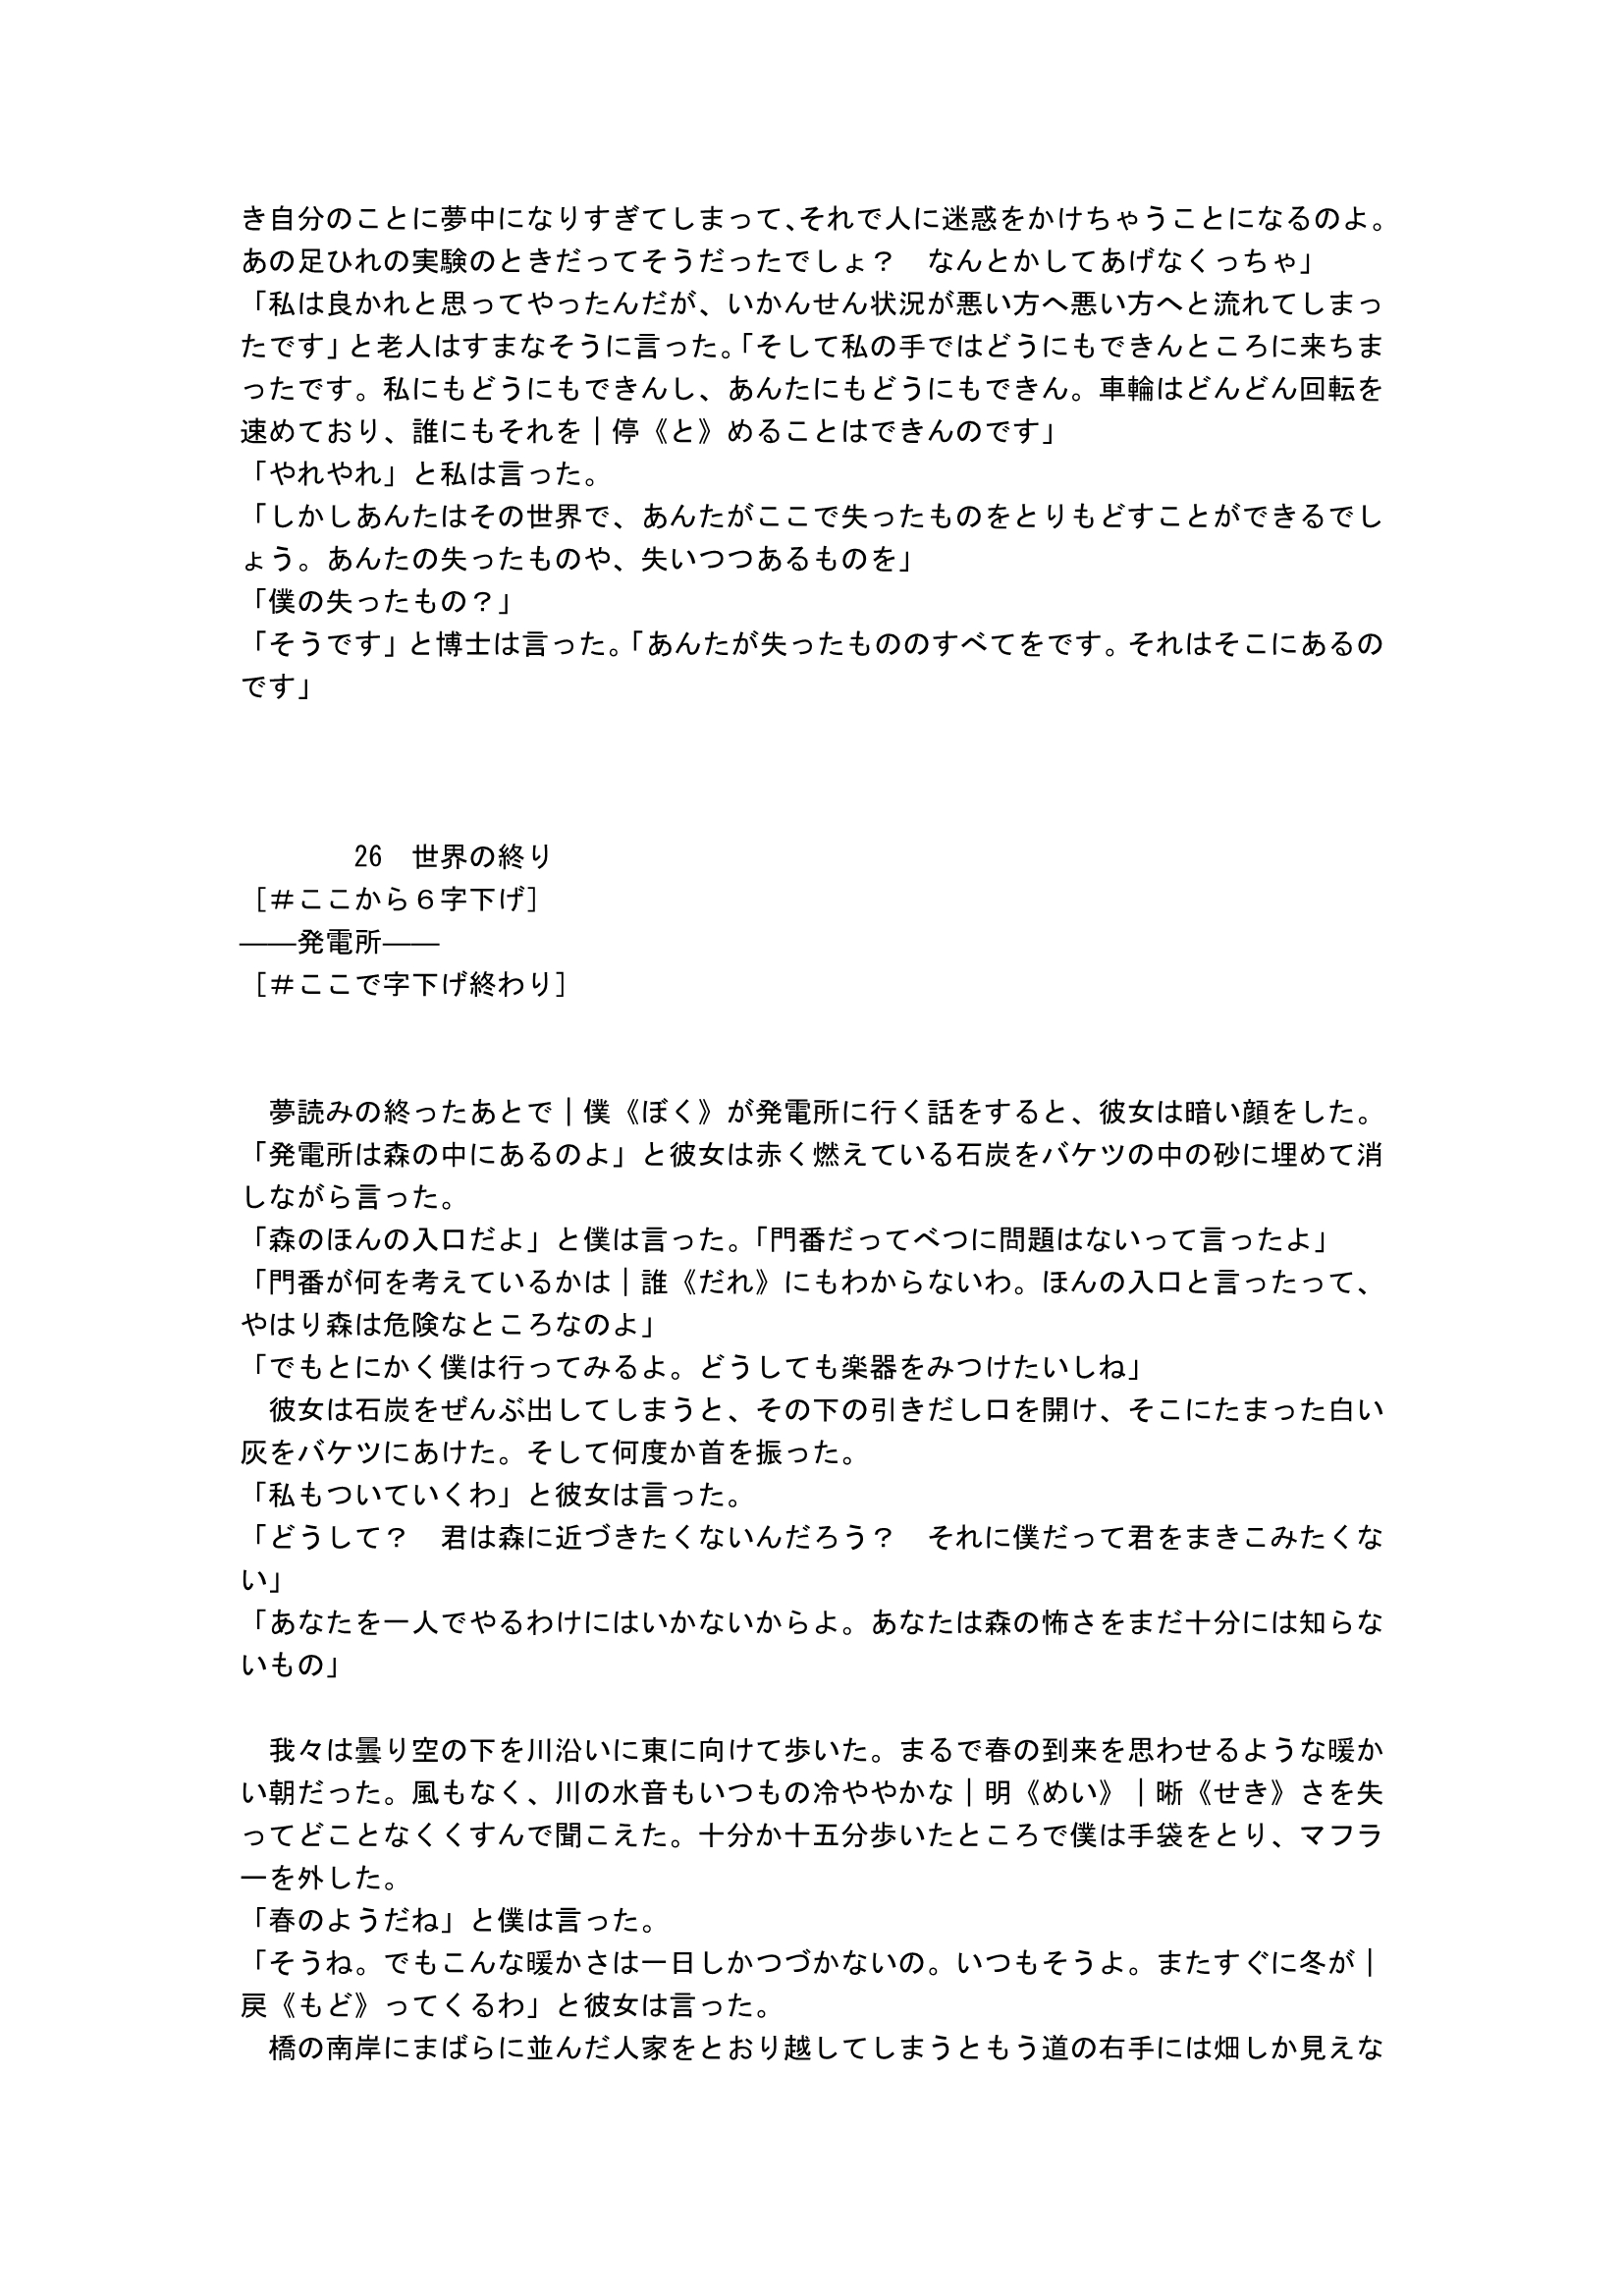 き自分のことに夢中になりすぎてしまって、それで人に迷惑をかけちゃうことになるのよ。
あの足ひれの実験のときだってそうだったでしょ？　なんとかしてあげなくっちゃ」
「私は良かれと思ってやったんだが、いかんせん状況が悪い方へ悪い方へと流れてしまっ
たです」と老人はすまなそうに言った。「そして私の手ではどうにもできんところに来ちま
ったです。私にもどうにもできんし、あんたにもどうにもできん。車輪はどんどん回転を
速めており、誰にもそれを｜停《と》めることはできんのです」
「やれやれ」と私は言った。
「しかしあんたはその世界で、あんたがここで失ったものをとりもどすことができるでし
ょう。あんたの失ったものや、失いつつあるものを」
「僕の失ったもの？」
「そうです」と博士は言った。「あんたが失ったもののすべてをです。それはそこにあるの
です」
26　世界の終り
［＃ここから６字下げ］
――発電所――
［＃ここで字下げ終わり］
　夢読みの終ったあとで｜僕《ぼく》が発電所に行く話をすると、彼女は暗い顔をした。
「発電所は森の中にあるのよ」と彼女は赤く燃えている石炭をバケツの中の砂に埋めて消
しながら言った。
「森のほんの入口だよ」と僕は言った。「門番だってべつに問題はないって言ったよ」
「門番が何を考えているかは｜誰《だれ》にもわからないわ。ほんの入口と言ったって、
やはり森は危険なところなのよ」
「でもとにかく僕は行ってみるよ。どうしても楽器をみつけたいしね」
　彼女は石炭をぜんぶ出してしまうと、その下の引きだし口を開け、そこにたまった白い
灰をバケツにあけた。そして何度か首を振った。
「私もついていくわ」と彼女は言った。
「どうして？　君は森に近づきたくないんだろう？　それに僕だって君をまきこみたくな
い」
「あなたを一人でやるわけにはいかないからよ。あなたは森の怖さをまだ十分には知らな
いもの」
　我々は曇り空の下を川沿いに東に向けて歩いた。まるで春の到来を思わせるような暖か
い朝だった。風もなく、川の水音もいつもの冷ややかな｜明《めい》｜晰《せき》さを失
ってどことなくくすんで聞こえた。十分か十五分歩いたところで僕は手袋をとり、マフラ
ーを外した。
「春のようだね」と僕は言った。
「そうね。でもこんな暖かさは一日しかつづかないの。いつもそうよ。またすぐに冬が｜
戻《もど》ってくるわ」と彼女は言った。
　橋の南岸にまばらに並んだ人家をとおり越してしまうともう道の右手には畑しか見えな